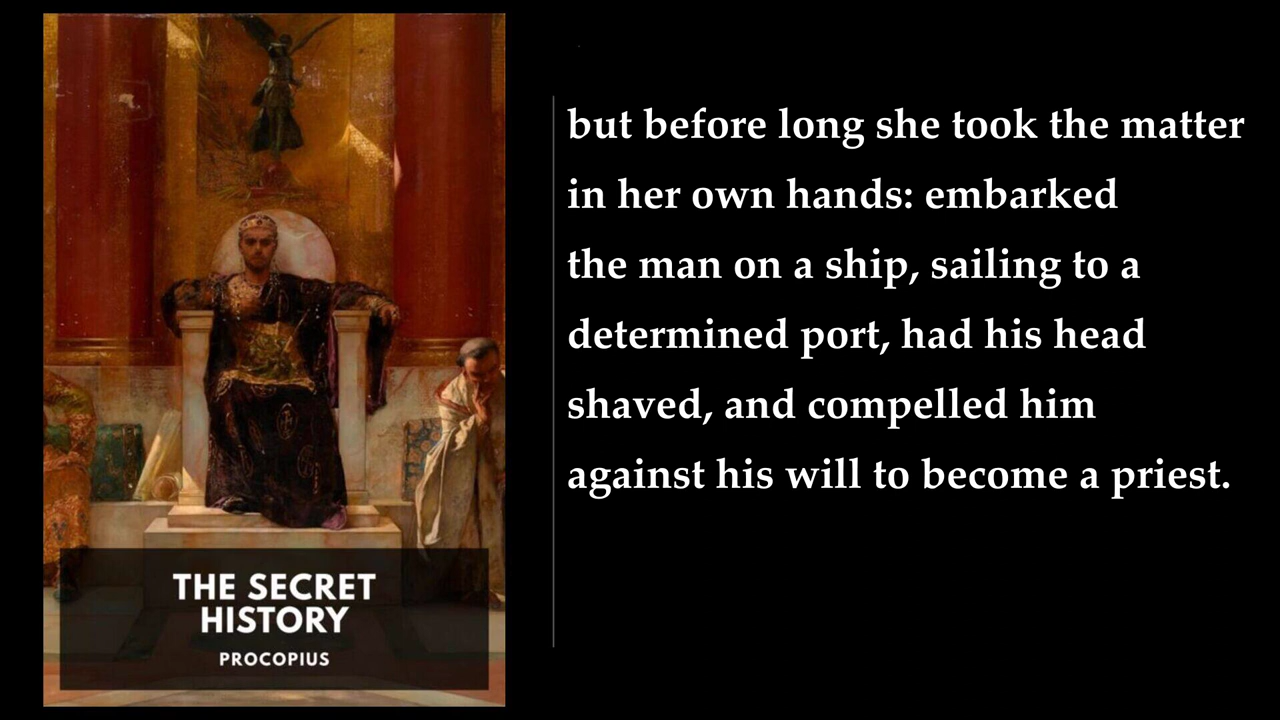 THE SECRET
HISTORY
PROCOPIUS
but before long she took the matter
in her own hands: embarked
the man on a ship, sailing to a
determined port, had his head
shaved, and compelled him
against his will to become a priest.